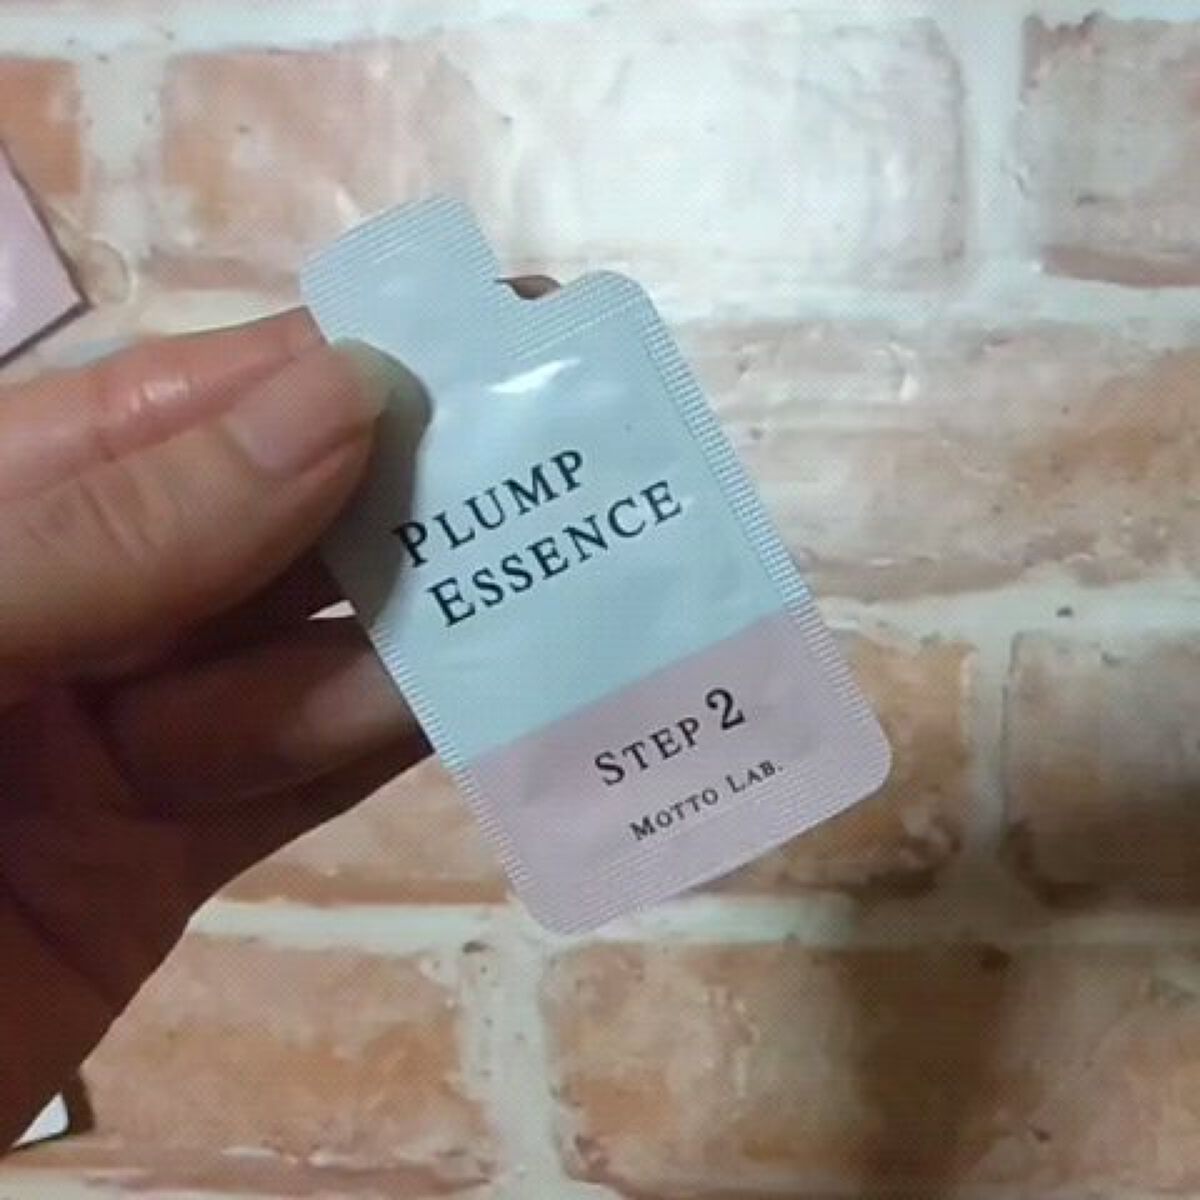 PLUMP
ESSENCE
STEP 2
MOTTO LAB.